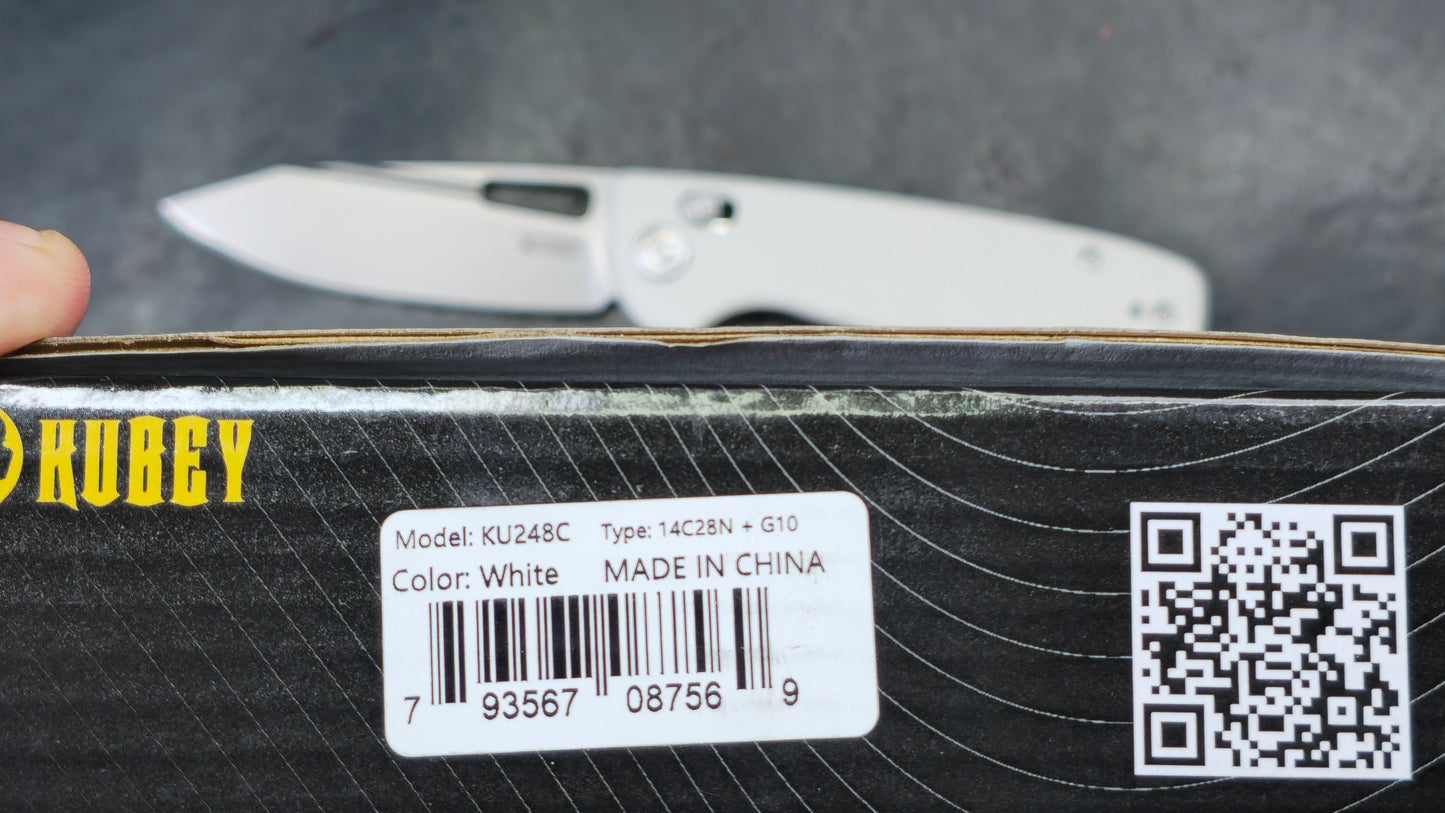 KUBEY
Model: KU248C Type: 14C28N + G10
Color: White MADE IN CHINA
7 93567 08756 9